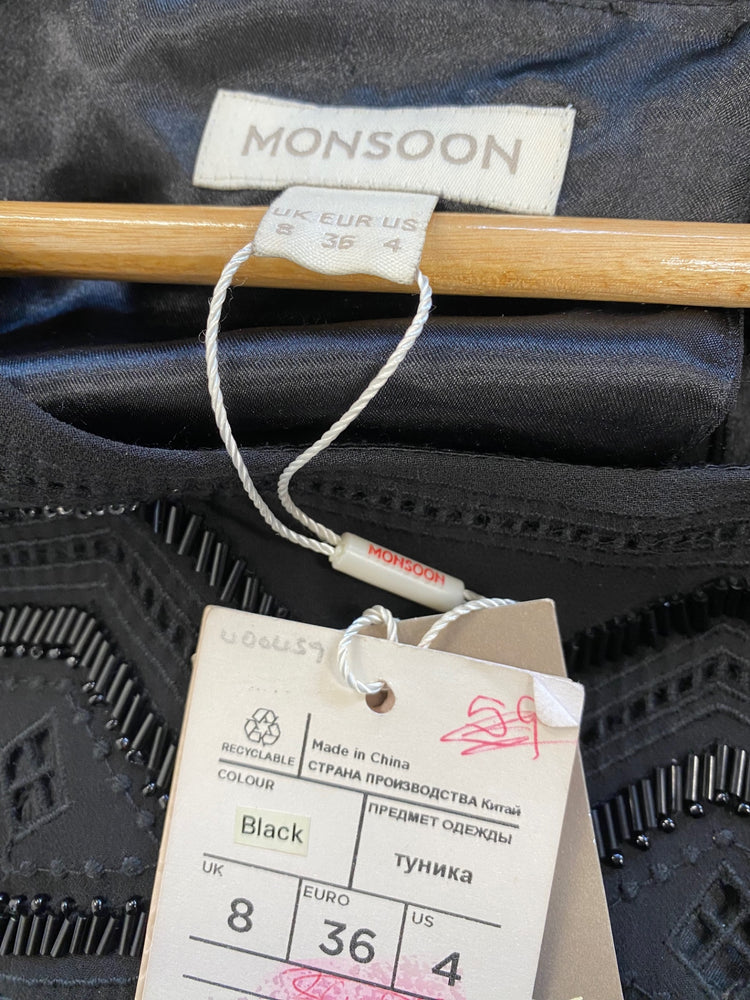 MONSOON
UK EUR US
8 36 4
MONSOON
59
RECYCLABLE
Made in China
СТРАНА ПРОИЗВОДСТВА Китай
COLOUR
Black
ПРЕДМЕТ ОДЕЖДЫ
туника
UK
8
EURO
36
US
4